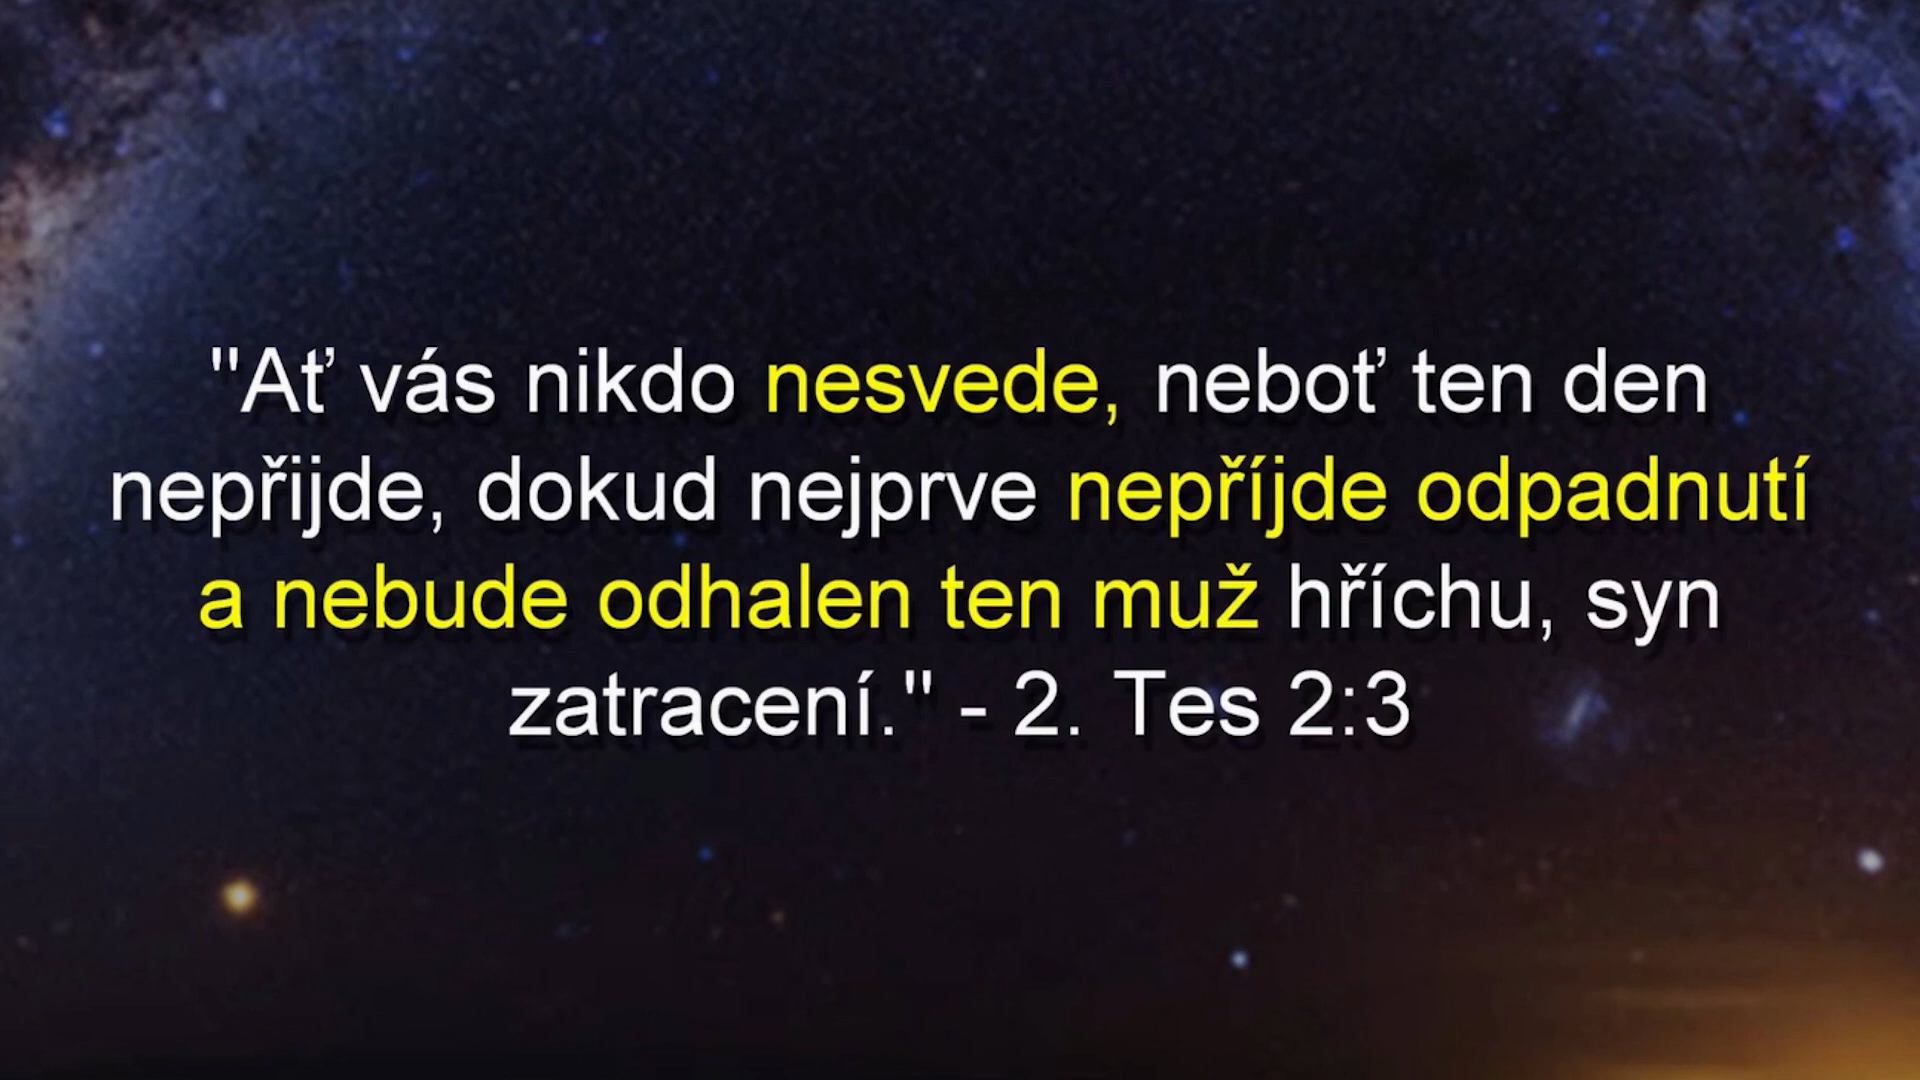 "Ať vás nikdo nesvede, neboť ten den
nepřijde, dokud nejprve nepříjde odpadnutí
a nebude odhalen ten muž hříchu, syn
zatracení." - 2. Tes 2:3